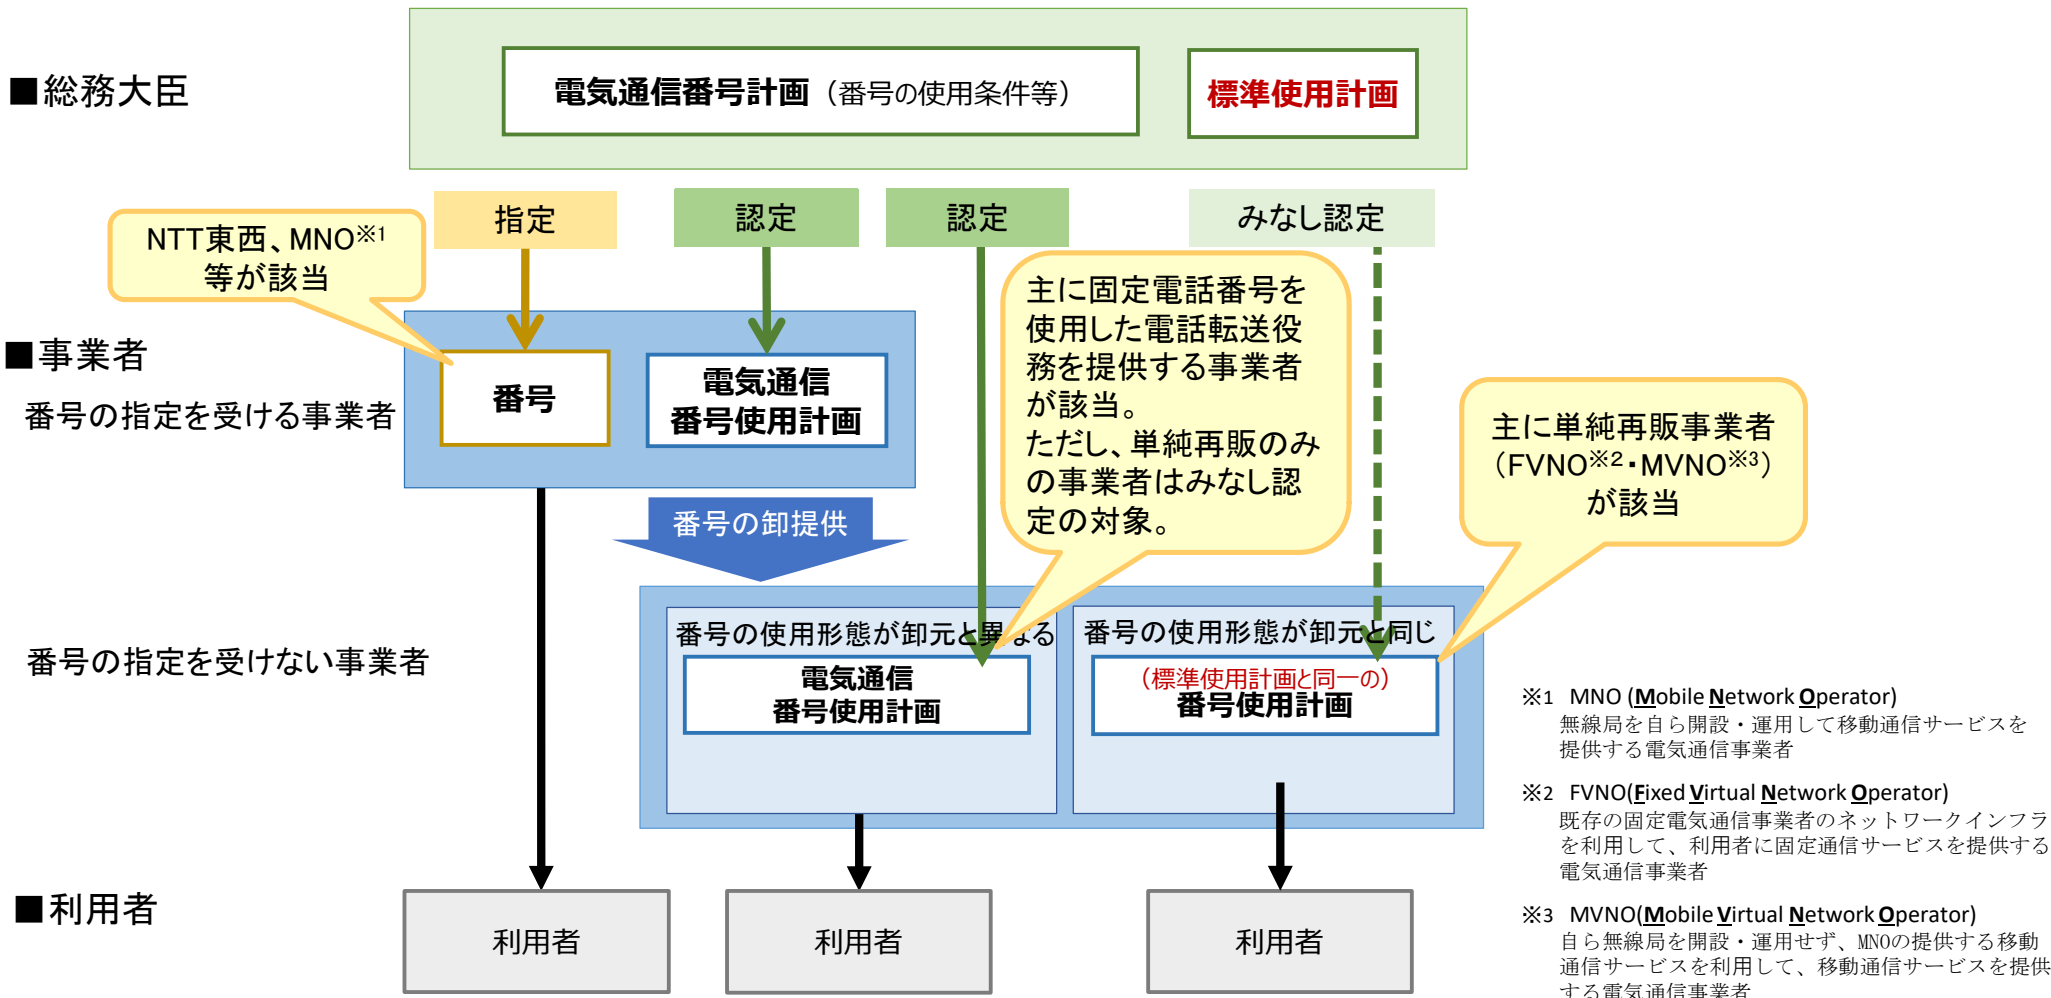 ■総務大臣
電気通信番号計画（番号の使用条件等）
標準使用計画
指定
認定
認定
みなし認定
NTT東西、MNO※1
等が該当
■事業者
番号の指定を受ける事業者
番号
電気通信
番号使用計画
主に固定電話番号を
使用した電話転送役
務を提供する事業者
が該当。
ただし、単純再販のみ
の事業者はみなし認
定の対象。
主に単純再販事業者
（FVNO※2・MVNO※3）
が該当
番号の卸提供
番号の指定を受けない事業者
番号の使用形態が卸元と異なる
電気通信
番号使用計画
番号の使用形態が卸元と同じ
（標準使用計画と同一の）
番号使用計画
※1 MNO (Mobile Network Operator)
無線局を自ら開設・運用して移動通信サービスを
提供する電気通信事業者
※2 FVNO(Fixed Virtual Network Operator)
既存の固定電気通信事業者のネットワークインフラ
を利用して、利用者に固定通信サービスを提供する
電気通信事業者
※3 MVNO(Mobile Virtual Network Operator)
自ら無線局を開設・運用せず、MNOの提供する移動
通信サービスを利用して、移動通信サービスを提供
する電気通信事業者
■利用者
利用者
利用者
利用者